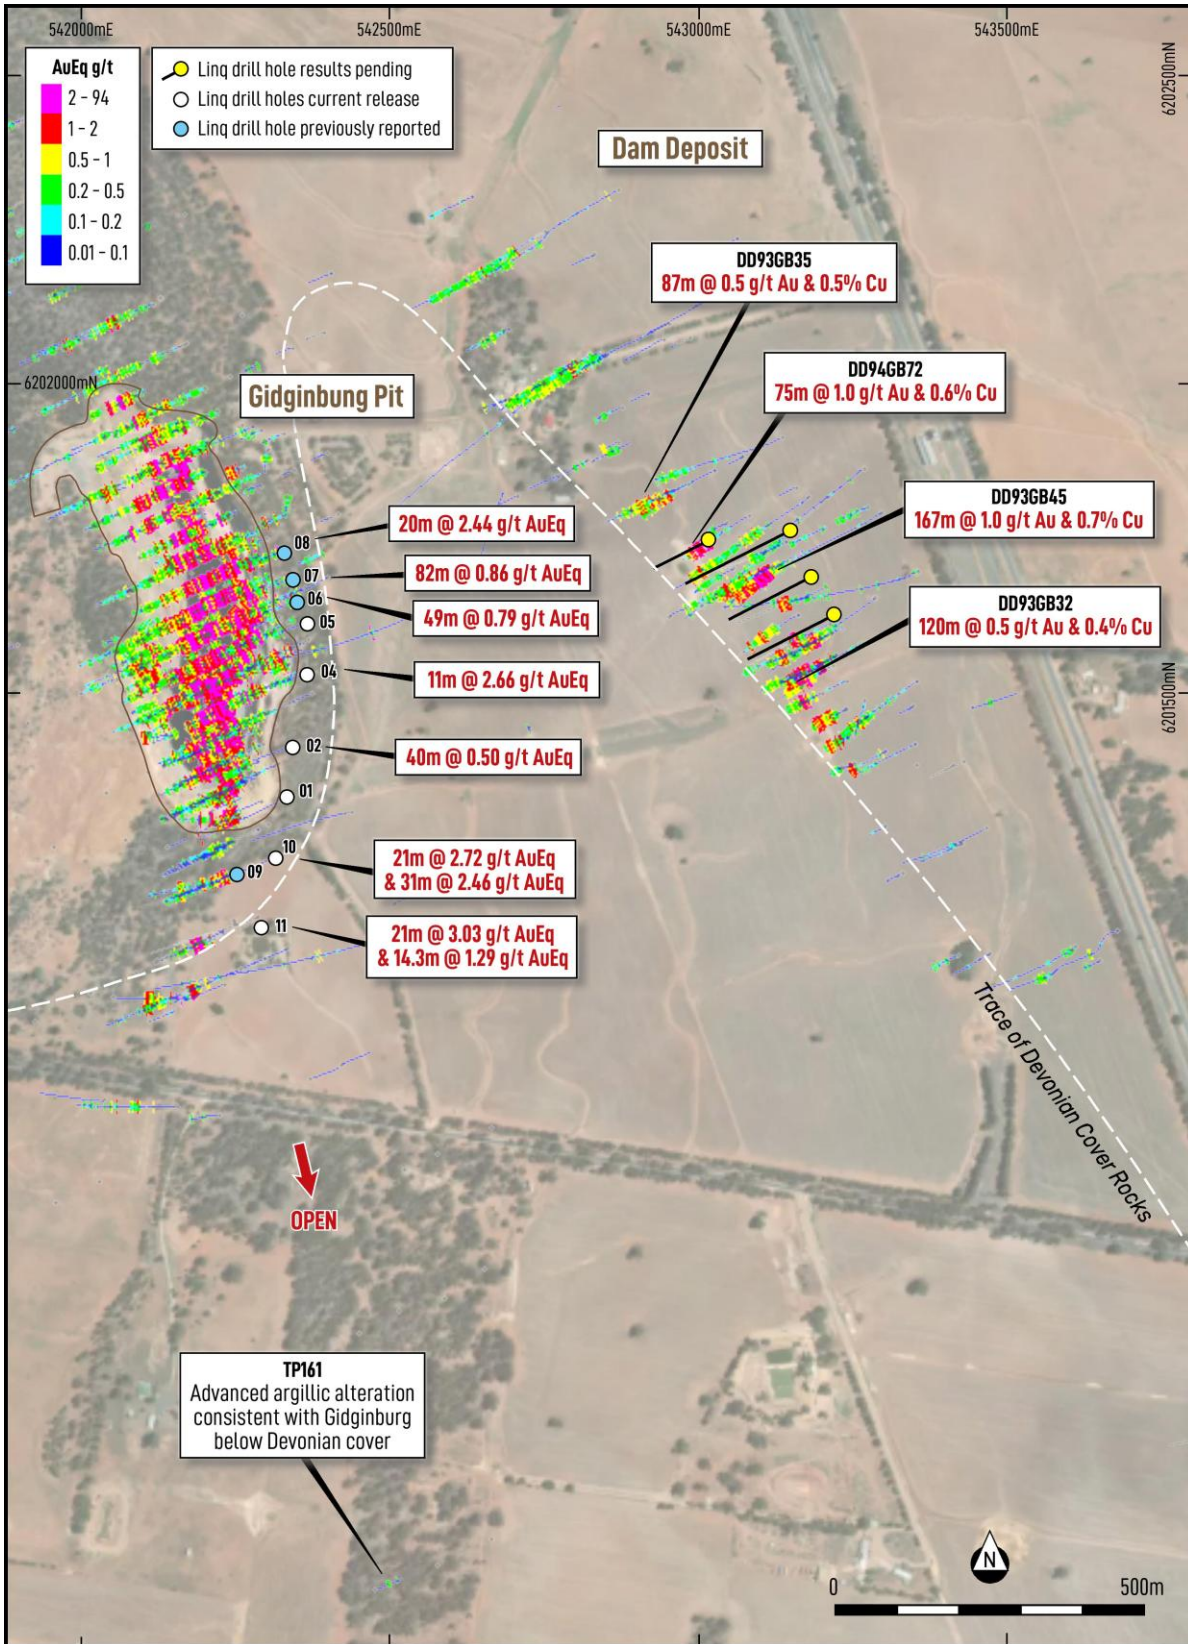 542000mE
542500mE
543000mE
543500mE
AuEq g/t
2 – 94
1 – 2
0.5 – 1
0.2 – 0.5
0.1 – 0.2
0.01 – 0.1
Linq drill hole results pending
Linq drill holes current release
Linq drill hole previously reported
6202500mN
Dam Deposit
DD93GB35
87m @ 0.5 g/t Au & 0.5% Cu
6202000mN
Gidginbung Pit
DD94GB72
75m @ 1.0 g/t Au & 0.6% Cu
DD93GB45
167m @ 1.0 g/t Au & 0.7% Cu
20m @ 2.44 g/t AuEq
08
82m @ 0.86 g/t AuEq
07
06
49m @ 0.79 g/t AuEq
05
DD93GB32
120m @ 0.5 g/t Au & 0.4% Cu
04
11m @ 2.66 g/t AuEq
6201500mN
02
40m @ 0.50 g/t AuEq
01
10
21m @ 2.72 g/t AuEq
& 31m @ 2.46 g/t AuEq
09
11
21m @ 3.03 g/t AuEq
& 14.3m @ 1.29 g/t AuEq
Trace of Devonian Cover Rocks
OPEN
TP161
Advanced argillic alteration
consistent with Gidginburg
below Devonian cover
N
0
500m